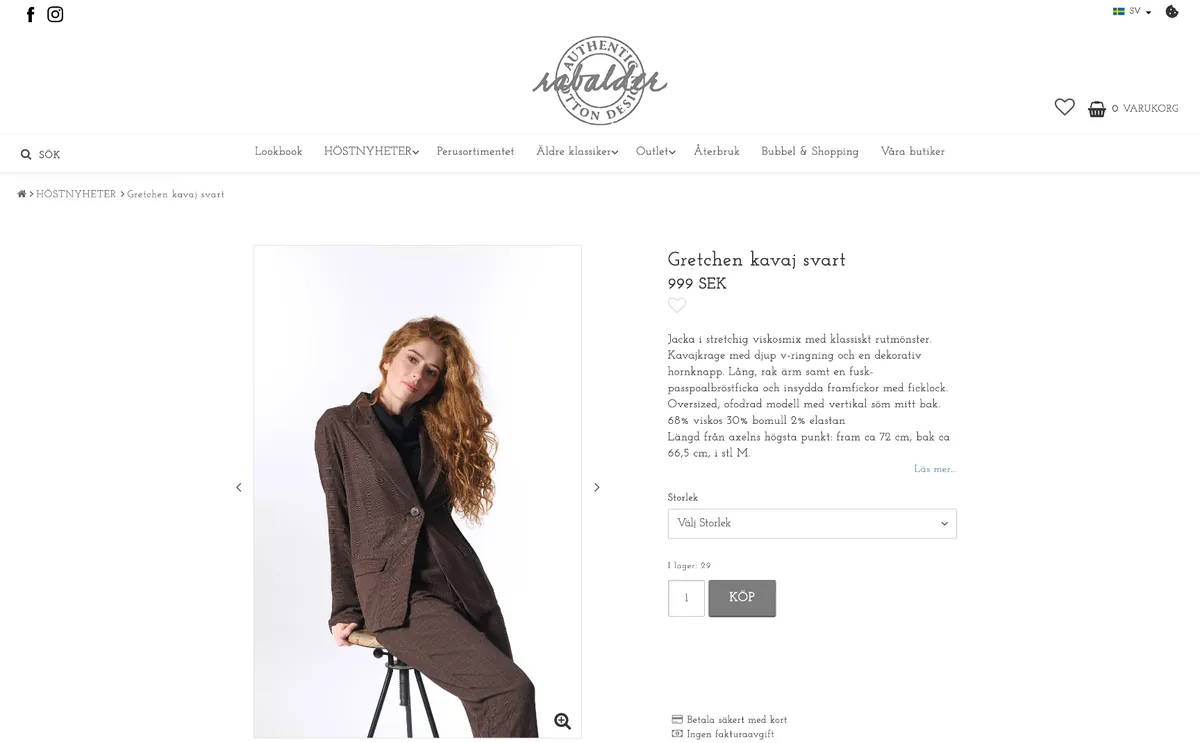 SV
AUTHENTIC
rabalder
COTTON DESIGN
0 VARUKORG
SÖK
Lookbook HÖSTNYHETER Perusortimentet Äldre klassiker Outlet Återbruk Bubbel & Shopping Våra butiker
HÖSTNYHETER Gretchen kavaj svart
Gretchen kavaj svart
999 SEK
Jacka i stretchig viskosmix med klassiskt rutmönster.
Kavajkrage med djup v-ringning och en dekorativ
hornknapp. Lång, rak ärm samt en fusk-
passpoalbröstficka och insydda framfickor med ficklock.
Oversized, ofodrad modell med vertikal söm mitt bak.
68% viskos 30% bomull 2% elastan
Längd från axelns högsta punkt: fram ca 72 cm, bak ca
66,5 cm, i stl M.
Läs mer...
Storlek
Välj Storlek
I lager: 29
1 KÖP
Betala säkert med kort
Ingen fakturaavgift